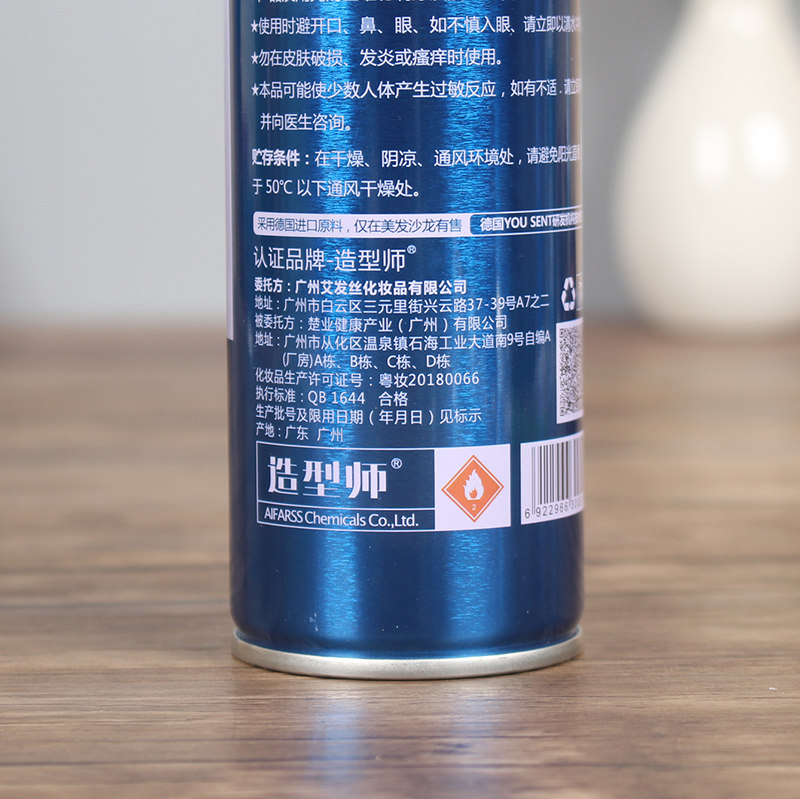 ★使用时避开口、鼻、眼、如不慎入眼、请立即以清水
★勿在皮肤破损、发炎或瘙痒时使用。
★本品可能使少数人体产生过敏反应，如有不适．请立即
并向医生咨询。
贮存条件：在干燥、阴凉、通风环境处，请避免阳光直
于50℃以下通风干燥处。
采用德国进口原料，仅在美发沙龙有售 德国YOU SENT研发
认证品牌-造型师®
委托方：广州艾发丝化妆品有限公司
地址：广州市白云区三元里街兴云路37-39号A7之二
被委托方：楚业健康产业（广州）有限公司
地址：广州市从化区温泉镇石海工业大道南9号自编A
(厂房)A栋、B栋、C栋、D栋
化妆品生产许可证号：粤妆20180066
执行标准：QB 1644 合格
生产批号及限用日期（年月日）见标示
产地：广东 广州
造型师®
AIFARSS Chemicals Co.,Ltd.
2
6 922966